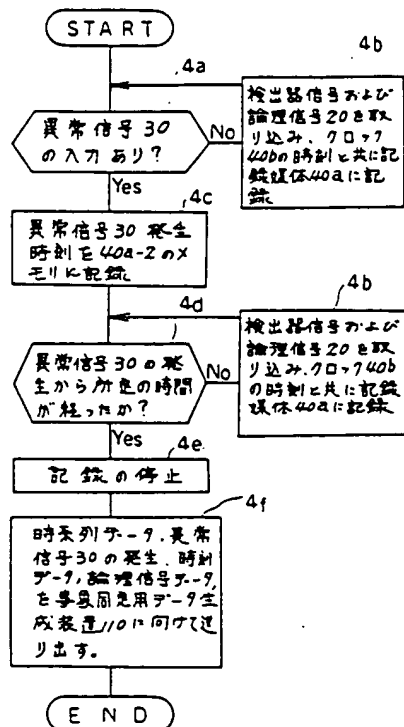 START
4a
4b
異常信号30
の入力あり?
No
検出器信号および
論理信号20を取
り込み、クロック
40bの時刻と共に記
録媒体40aに記
録
Yes
4c
異常信号30発生
時刻を40a-2のメ
モリに記録
4d
4b
異常信号30の発
生から所定の時間
が経ったか?
No
検出器信号および
論理信号20を取
り込み、クロック40b
の時刻と共に記録
媒体40aに記録
Yes
4e
記録の停止
4f
時系列データ、異常
信号30の発生、時刻
データ、論理信号データ
を事象同定用データ生
成装置110に向けて送
り出す。
END